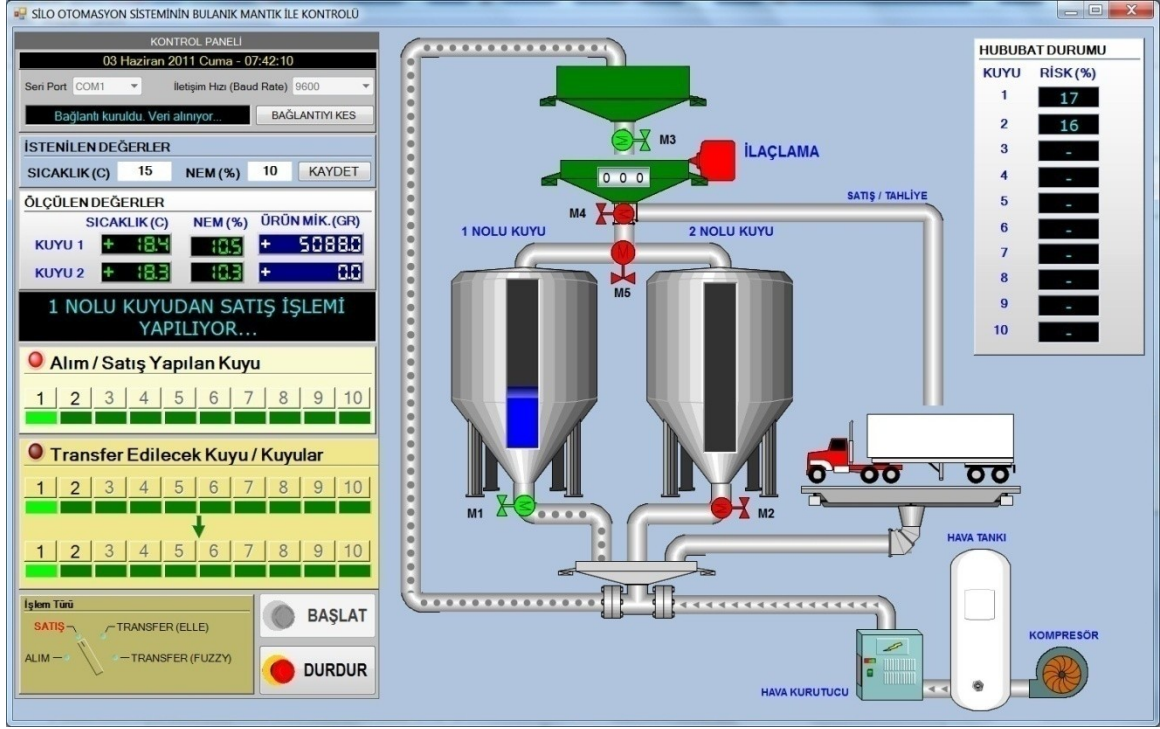 SİLO OTOMASYON SİSTEMİNİN BULANIK MANTIK İLE KONTROLÜ
KONTROL PANELİ
03 Haziran 2011 Cuma - 07:42:10
Seri Port COM1 İletişim Hızı (Baud Rate) 9600
Bağlantı kuruldu. Veri alınıyor... BAĞLANTIYI KES
İSTENİLEN DEĞERLER
SICAKLIK (C) 15 NEM (%) 10 KAYDET
ÖLÇÜLEN DEĞERLER
SICAKLIK (C) NEM (%) ÜRÜN MİK. (GR)
KUYU 1 + 18.4 10.5 + 5088.0
KUYU 2 + 18.3 10.3 + 0.0
1 NOLU KUYUDAN SATIŞ İŞLEMİ
YAPILIYOR...
Alım / Satış Yapılan Kuyu
1 2 3 4 5 6 7 8 9 10
Transfer Edilecek Kuyu / Kuyular
1 2 3 4 5 6 7 8 9 10
1 2 3 4 5 6 7 8 9 10
İşlem Türü
SATIŞ TRANSFER (ELLE)
ALIM TRANSFER (FUZZY)
BAŞLAT
DURDUR
M3
İLAÇLAMA
0 0 0
SATIŞ / TAHLİYE
M4
1 NOLU KUYU 2 NOLU KUYU
M5
M1
M2
HAVA TANKI
KOMPRESÖR
HAVA KURUTUCU
HUBUBAT DURUMU
KUYU RİSK (%)
1 17
2 16
3 -
4 -
5 -
6 -
7 -
8 -
9 -
10 -